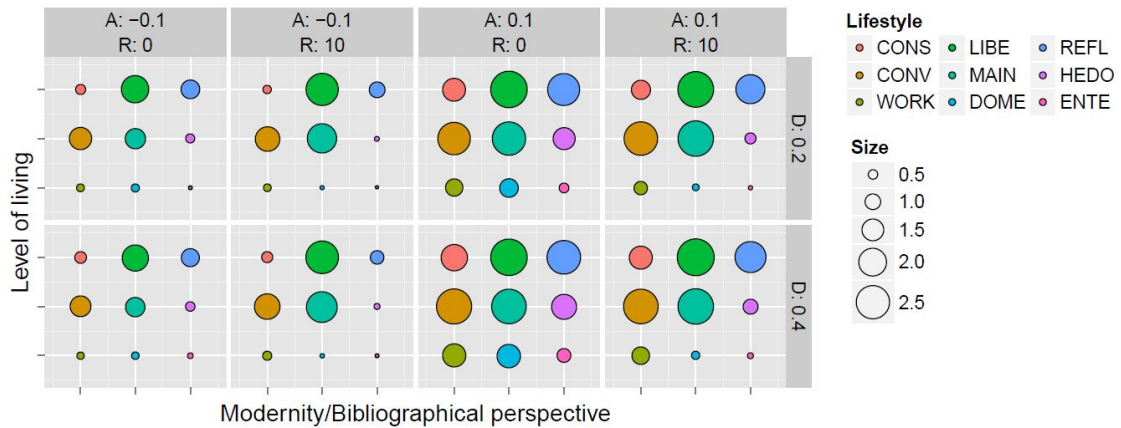 A: −0.1
R: 0
A: −0.1
R: 10
A: 0.1
R: 0
A: 0.1
R: 10
D: 0.2
D: 0.4
Level of living
Modernity/Bibliographical perspective
Lifestyle
CONS LIBE REFL
CONV MAIN HEDO
WORK DOME ENTE
Size
0.5
1.0
1.5
2.0
2.5